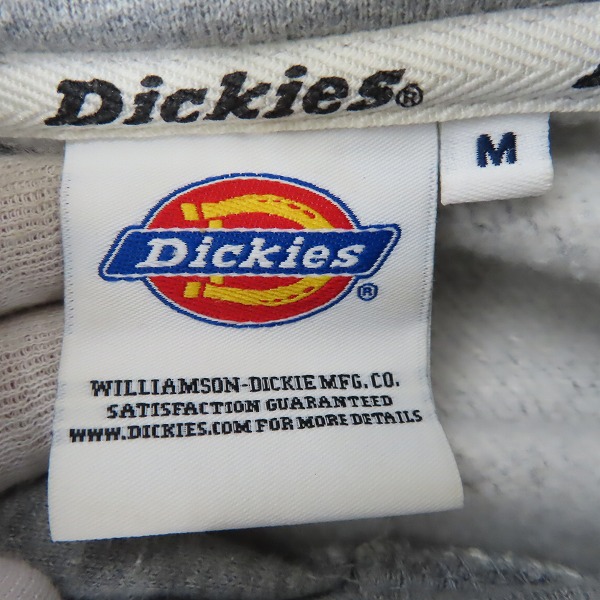 Dickies®
M
Dickies
®
WILLIAMSON-DICKIE MFG. CO.
SATISFACTION GUARANTEED
WWW.DICKIES.COM FOR MORE DETAILS